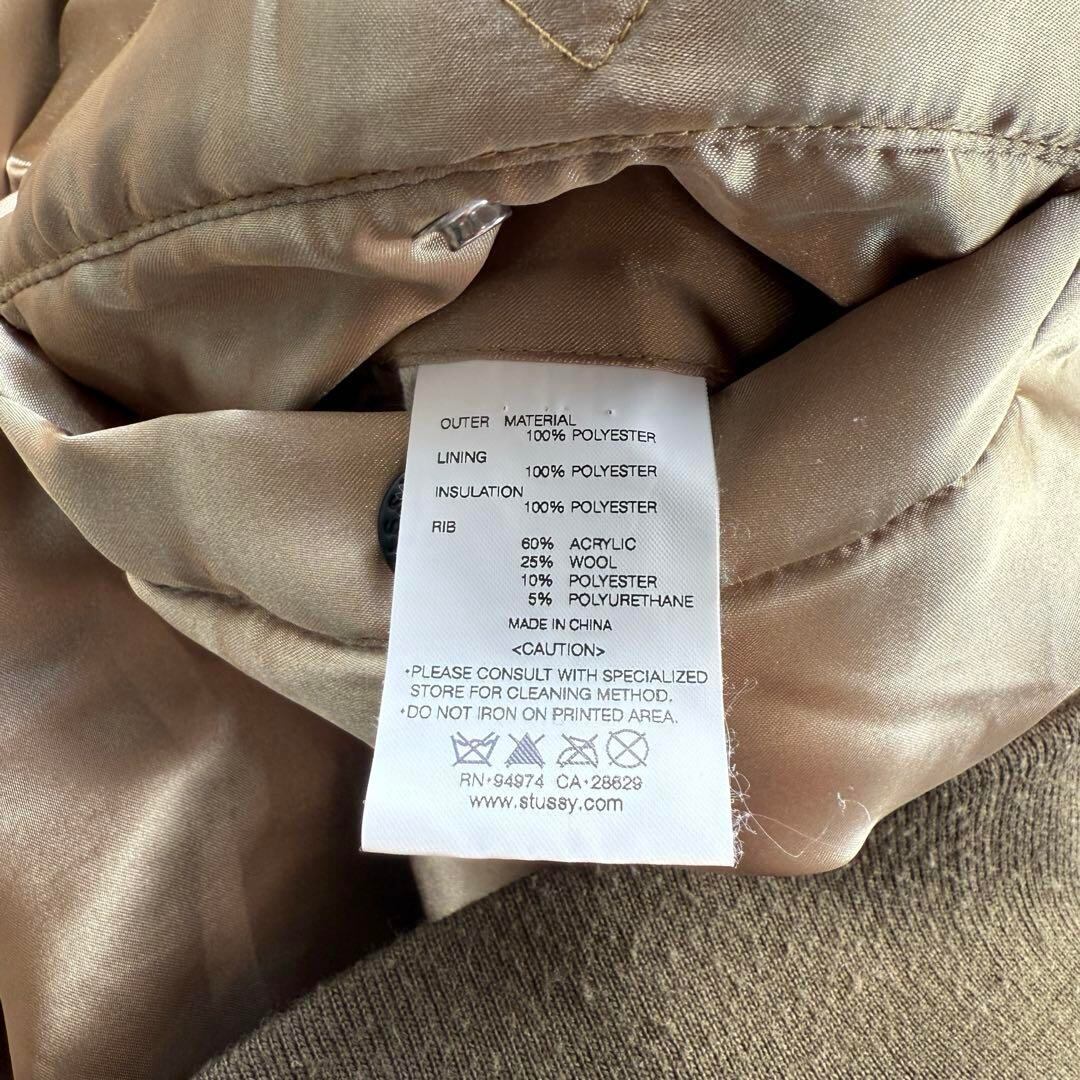 OUTER MATERIAL
100% POLYESTER
LINING
100% POLYESTER
INSULATION
100% POLYESTER
RIB
60% ACRYLIC
25% WOOL
10% POLYESTER
5% POLYURETHANE
MADE IN CHINA
<CAUTION>
•PLEASE CONSULT WITH SPECIALIZED
STORE FOR CLEANING METHOD.
•DO NOT IRON ON PRINTED AREA.
RN•94974 CA•28629
www.stussy.com